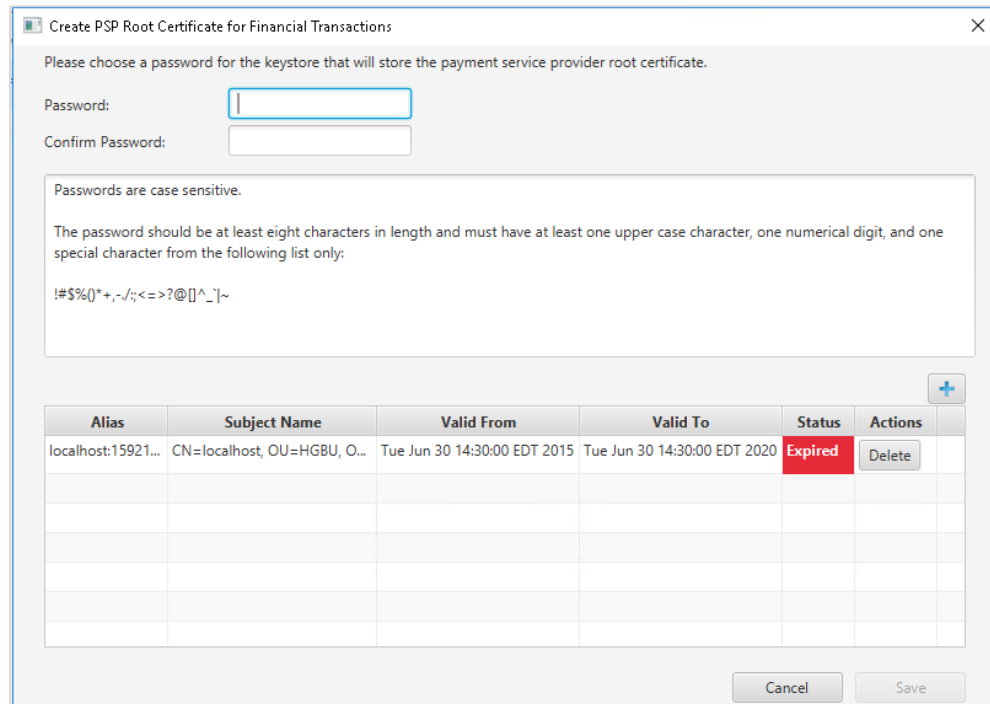 Create PSP Root Certificate for Financial Transactions
Please choose a password for the keystore that will store the payment service provider root certificate.
Password:
Confirm Password:
Passwords are case sensitive.
The password should be at least eight characters in length and must have at least one upper case character, one numerical digit, and one
special character from the following list only:
!#$%()*+,-./:;<=>?@[]^_`|~
Alias Subject Name Valid From Valid To Status Actions
localhost:15921... CN=localhost, OU=HGBU, O... Tue Jun 30 14:30:00 EDT 2015 Tue Jun 30 14:30:00 EDT 2020 Expired Delete
Cancel Save